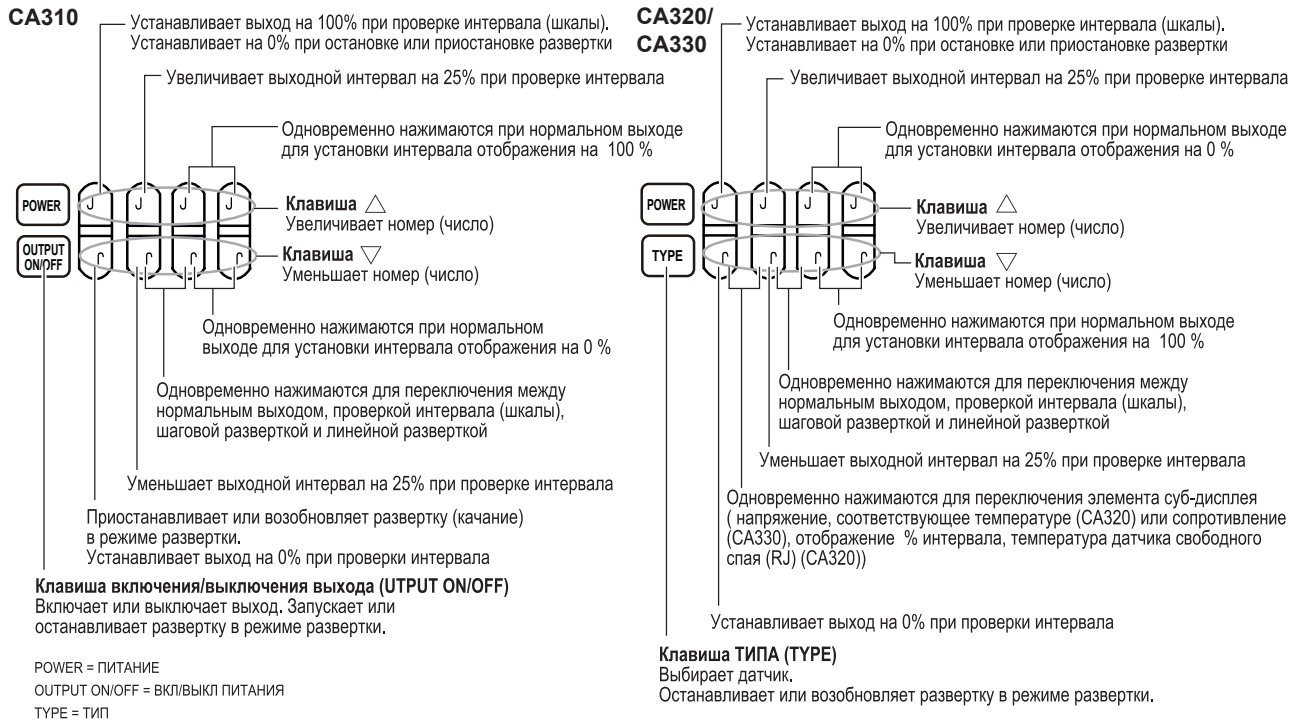 CA310
Устанавливает выход на 100% при проверке интервала (шкалы).
Устанавливает на 0% при остановке или приостановке развертки
Увеличивает выходной интервал на 25% при проверке интервала
Одновременно нажимаются при нормальном выходе
для установки интервала отображения на 100 %
POWER
OUTPUT
ON/OFF
Клавиша △
Увеличивает номер (число)
Клавиша ▽
Уменьшает номер (число)
Одновременно нажимаются при нормальном
выходе для установки интервала отображения на 0 %
Одновременно нажимаются для переключения между
нормальным выходом, проверкой интервала (шкалы),
шаговой разверткой и линейной разверткой
Уменьшает выходной интервал на 25% при проверке интервала
Приостанавливает или возобновляет развертку (качание)
в режиме развертки.
Устанавливает выход на 0% при проверки интервала
Клавиша включения/выключения выхода (UTPUT ON/OFF)
Включает или выключает выход. Запускает или
останавливает развертку в режиме развертки.
POWER = ПИТАНИЕ
OUTPUT ON/OFF = ВКЛ/ВЫКЛ ПИТАНИЯ
TYPE = ТИП
CA320/
CA330
Устанавливает выход на 100% при проверке интервала (шкалы).
Устанавливает на 0% при остановке или приостановке развертки
Увеличивает выходной интервал на 25% при проверке интервала
Одновременно нажимаются при нормальном выходе
для установки интервала отображения на 0 %
POWER
TYPE
Клавиша △
Увеличивает номер (число)
Клавиша ▽
Уменьшает номер (число)
Одновременно нажимаются при нормальном выходе
для установки интервала отображения на 100 %
Одновременно нажимаются для переключения между
нормальным выходом, проверкой интервала (шкалы),
шаговой разверткой и линейной разверткой
Уменьшает выходной интервал на 25% при проверке интервала
Одновременно нажимаются для переключения элемента суб-дисплея
( напряжение, соответствующее температуре (CA320) или сопротивление
(CA330), отображение % интервала, температура датчика свободного
спая (RJ) (CA320))
Устанавливает выход на 0% при проверки интервала
Клавиша ТИПА (TYPE)
Выбирает датчик.
Останавливает или возобновляет развертку в режиме развертки.